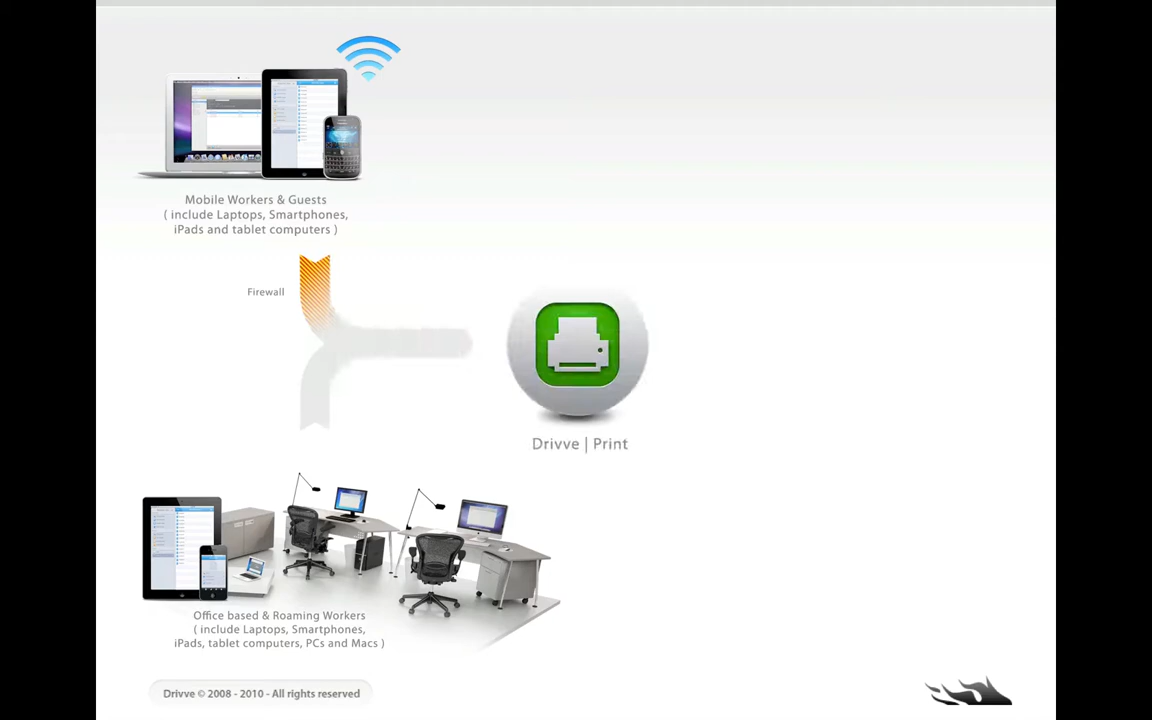 Mobile Workers & Guests
( include Laptops, Smartphones,
iPads and tablet computers )
Firewall
Drivve | Print
Office based & Roaming Workers
( include Laptops, Smartphones,
iPads, tablet computers, PCs and Macs )
Drivve © 2008 - 2010 - All rights reserved